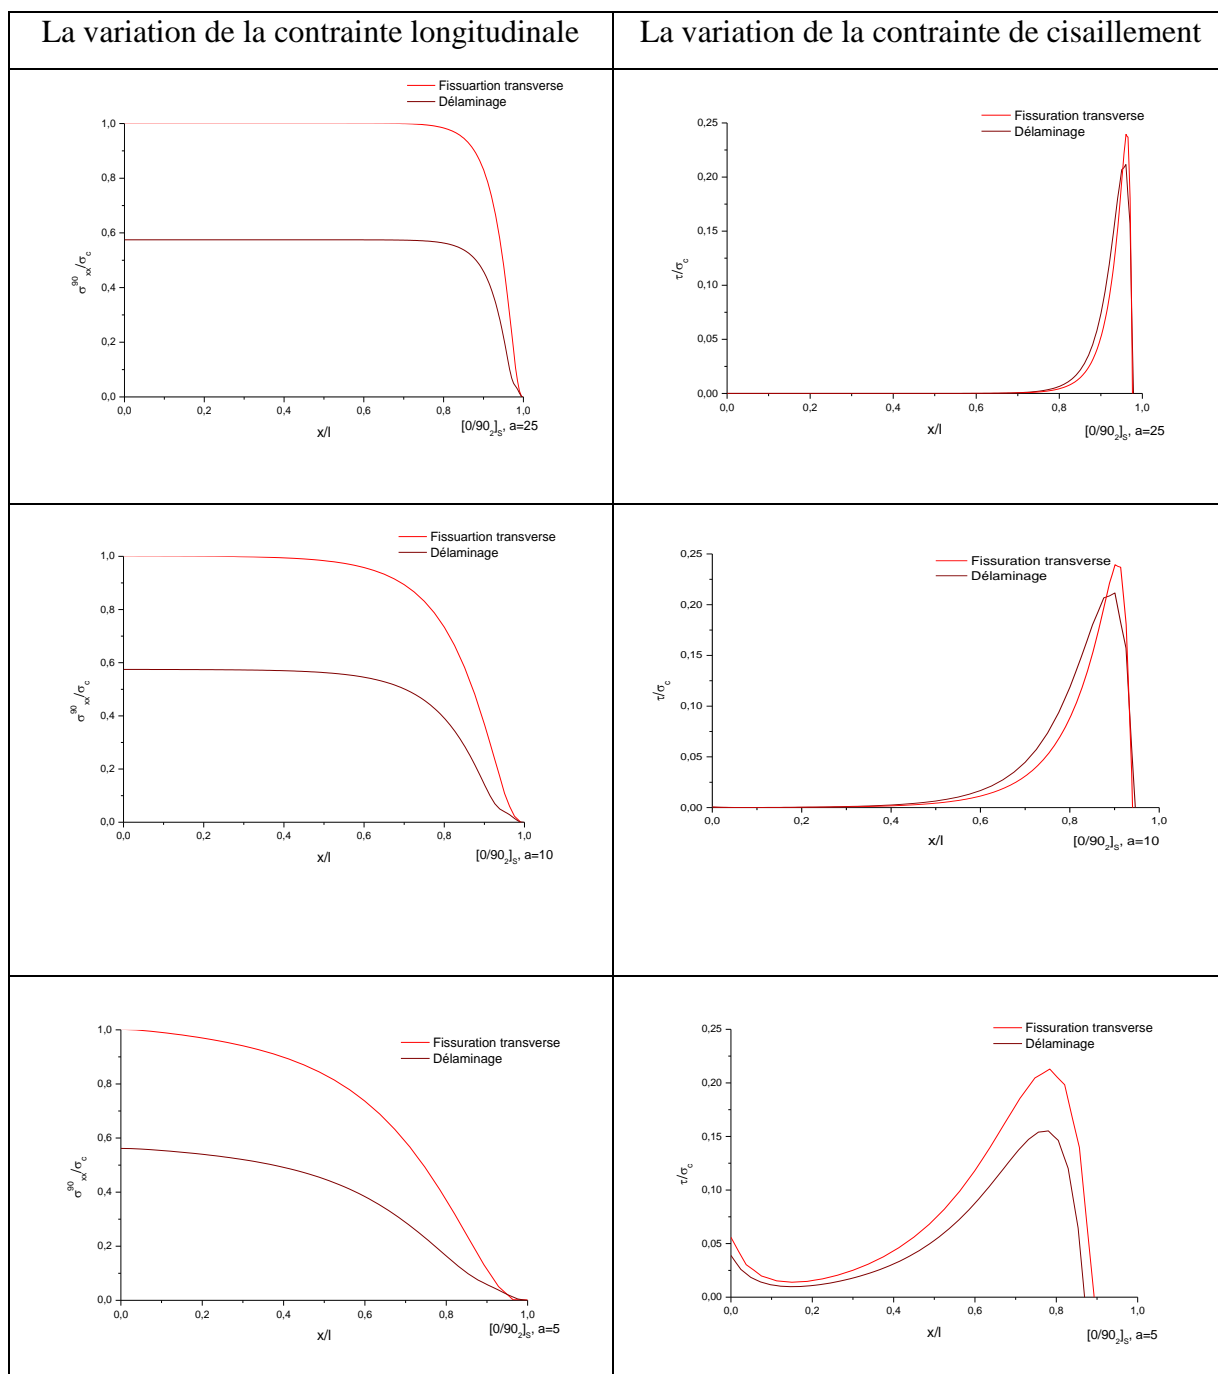 La variation de la contrainte longitudinale
La variation de la contrainte de cisaillement
Fissuartion transverse
Délaminage
1,0
0,8
0,6
0,4
0,2
0,0
σ⁹⁰xx/σc
0,0 0,2 0,4 0,6 0,8 1,0
x/l
[0/90₂]S, a=25
Fissuration transverse
Délaminage
0,25
0,20
0,15
0,10
0,05
0,00
τ/σc
0,0 0,2 0,4 0,6 0,8 1,0
x/l
[0/90₂]S, a=25
Fissuartion transverse
Délaminage
1,0
0,8
0,6
0,4
0,2
0,0
σ⁹⁰xx/σc
0,0 0,2 0,4 0,6 0,8 1,0
x/l
[0/90₂]S, a=10
Fissuration transverse
Délaminage
0,25
0,20
0,15
0,10
0,05
0,00
τ/σc
0,0 0,2 0,4 0,6 0,8 1,0
x/l
[0/90₂]S, a=10
Fissuration transverse
Délaminage
1,0
0,8
0,6
0,4
0,2
0,0
σ⁹⁰xx/σc
0,0 0,2 0,4 0,6 0,8 1,0
x/l
[0/90₂]S, a=5
Fissuration transverse
Délaminage
0,25
0,20
0,15
0,10
0,05
0,00
τ/σc
0,0 0,2 0,4 0,6 0,8 1,0
x/l
[0/90₂]S, a=5